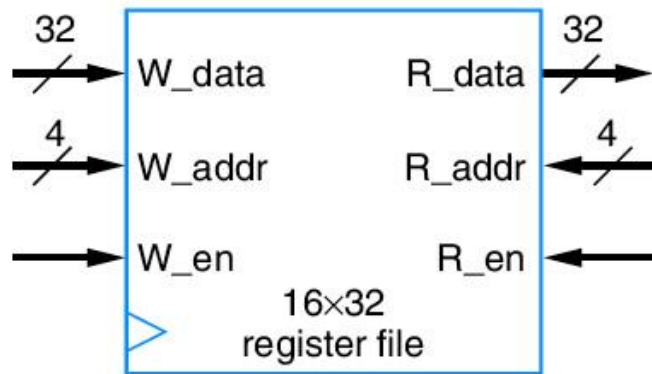 32 32
W_data R_data
4 4
W_addr R_addr
W_en R_en
16×32
register file